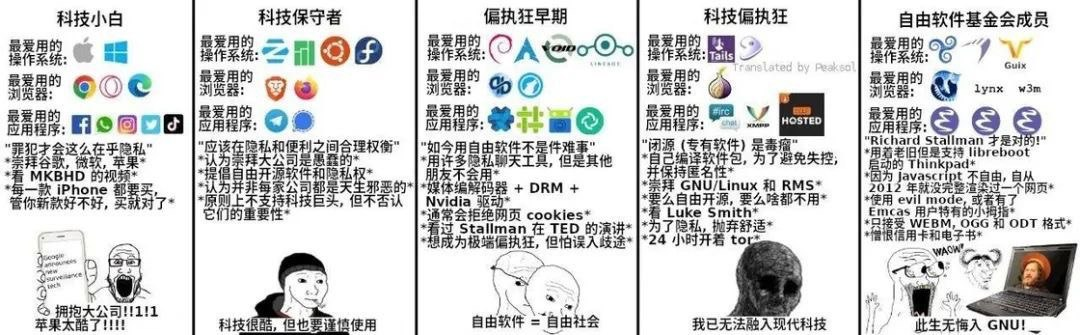 科技小白
最爱用的
操作系统:
最爱用的
浏览器:
最爱用的
应用程序:
"罪犯才会这么在乎隐私"
*崇拜谷歌，微软，苹果*
*看 MKBHD 的视频*
*每一款 iPhone 都要买，
管你新款好不好，买就对了*
Google
announces
new
surveillance
tech
拥抱大公司!!1!1
苹果太酷了!!!!
科技保守者
最爱用的
操作系统:
最爱用的
浏览器:
最爱用的
应用程序:
"应该在隐私和便利之间合理权衡"
*认为崇拜大公司是愚蠢的*
*提倡自由开源软件和隐私权*
*认为并非每家公司都是天生邪恶的*
*原则上不支持科技巨头，但不否认
它们的重要性*
科技很酷，但也要谨慎使用
偏执狂早期
最爱用的
操作系统:
LINEAGE
最爱用的
浏览器:
最爱用的
应用程序:
"如今用自由软件不是件难事"
*用许多隐私聊天工具，但是其他
朋友不会用*
*媒体编解码器 + DRM +
Nvidia 驱动*
*通常会拒绝网页 cookies*
*看过 Stallman 在 TED 的演讲*
*想成为极端偏执狂，但怕误入歧途*
自由软件 = 自由社会
科技偏执狂
最爱用的
操作系统:
Tails
Translated by Peaksol
最爱用的
浏览器:
最爱用的
应用程序:
#irc
chat
XMPP
SELF
HOSTED
"闭源 (专有软件) 是毒瘤"
*自己编译软件包，为了避免失控，
并保持匿名性*
*崇拜 GNU/Linux 和 RMS*
*要么自由开源，要么啥都不用*
*看 Luke Smith*
*为了隐私，抛弃舒适*
*24 小时开着 tor*
我已无法融入现代科技
自由软件基金会成员
最爱用的
操作系统:
Guix
最爱用的
浏览器:
lynx
w3m
最爱用的
应用程序:
"Richard Stallman 才是对的!"
*用着老旧但是支持 libreboot
启动的 Thinkpad*
*因为 Javascript 不自由，自从
2012 年就没完整渲染过一个网页*
*使用 evil mode, 或者有了
Emcas 用户特有的小拇指*
*只接受 WEBM, OGG 和 ODT 格式*
*憎恨信用卡和电子书*
WAOW
此生无悔入 GNU!